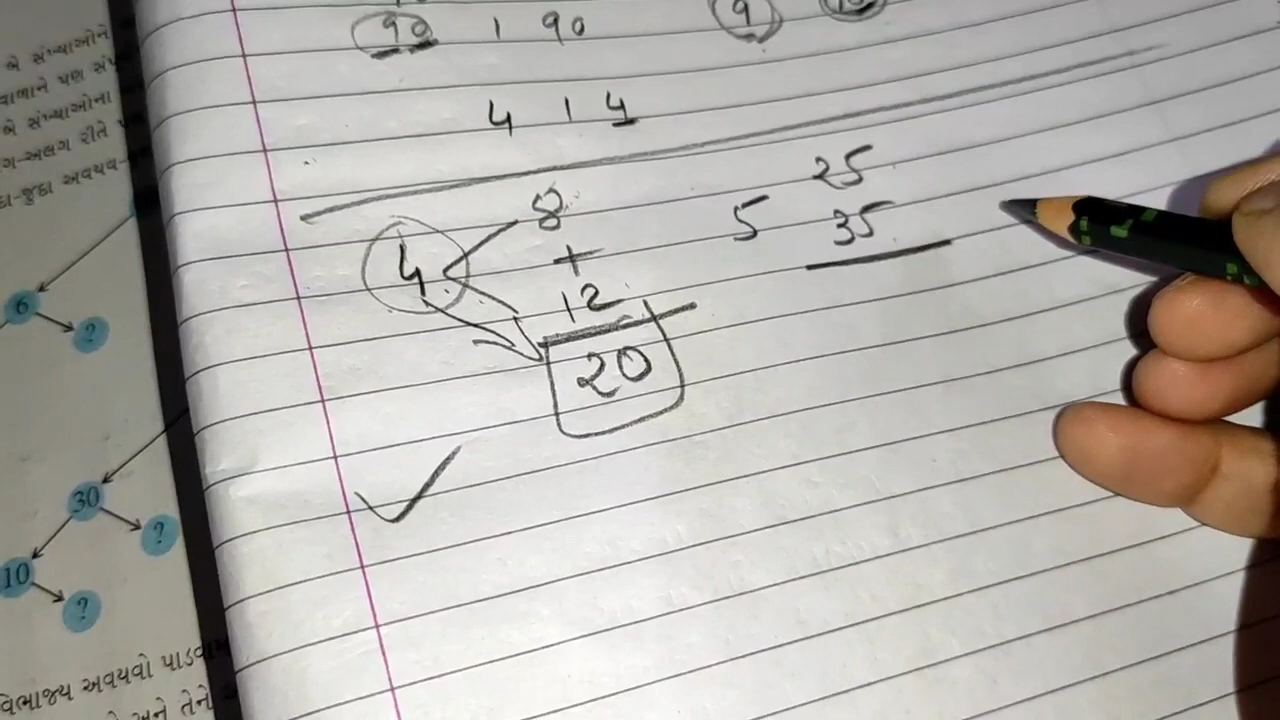 90 1 90 9
4 1 4
4 8
+
12
20
5 25
35
બે સંખ્યાઓને
વાળાને પણ
બે સંખ્યાઓના
અલગ રીતે
જુદા અવયવ
6
?
30
?
10
?
વિભાજ્ય અવયવો પાડવા
અને તેને